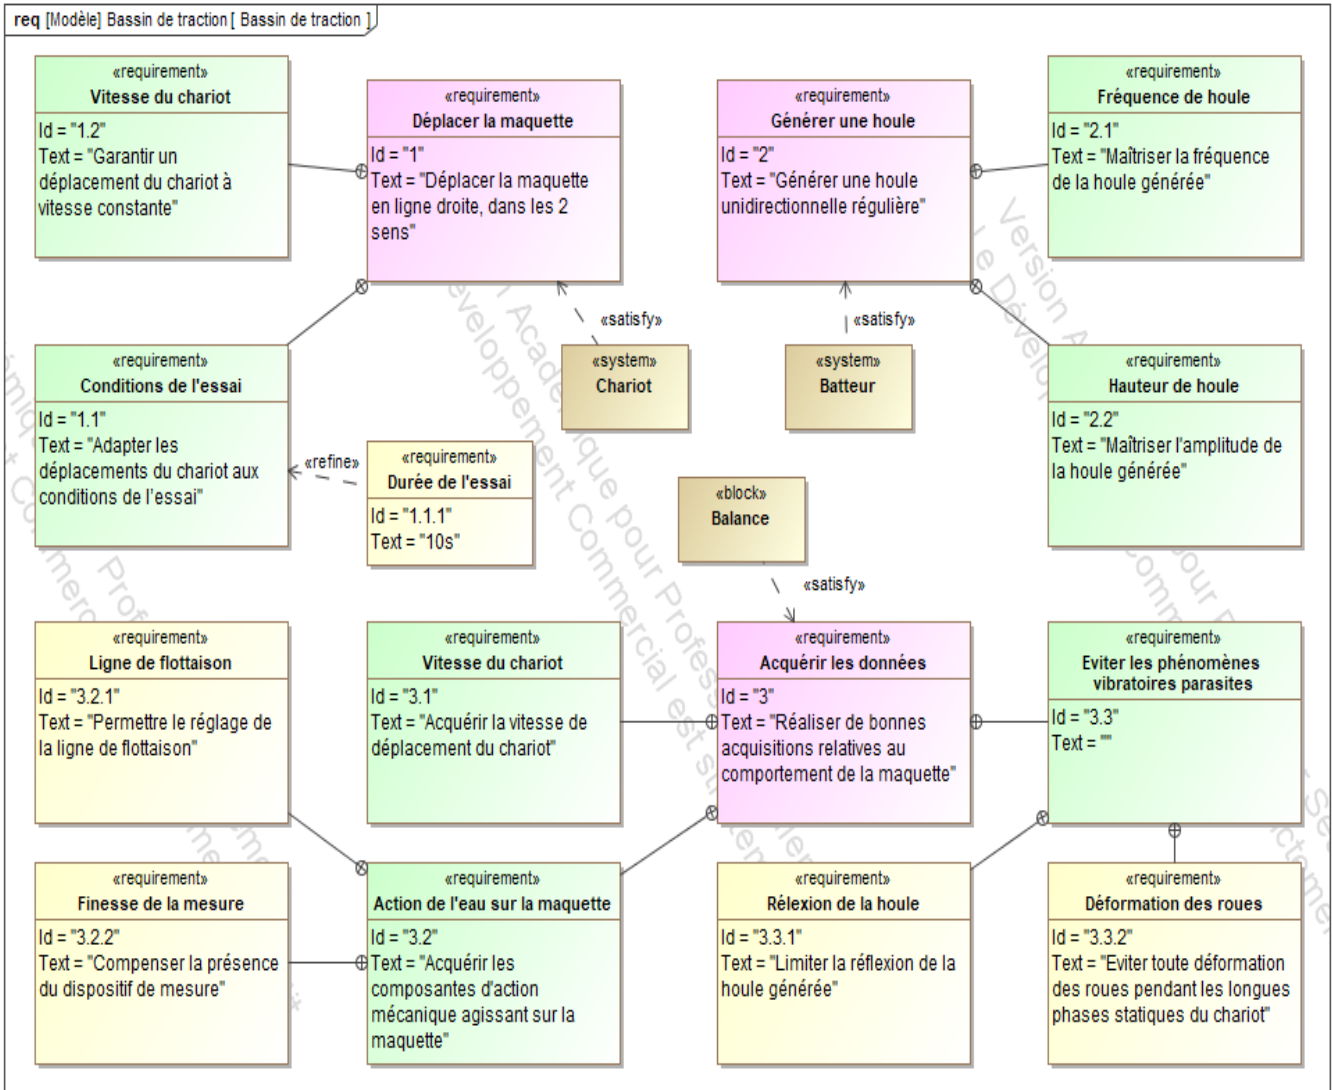 req [Modèle] Bassin de traction [ Bassin de traction ]
«requirement»
Vitesse du chariot
Id = "1.2"
Text = "Garantir un
déplacement du chariot à
vitesse constante"
«requirement»
Déplacer la maquette
Id = "1"
Text = "Déplacer la maquette
en ligne droite, dans les 2
sens"
«requirement»
Générer une houle
Id = "2"
Text = "Générer une houle
unidirectionnelle régulière"
«requirement»
Fréquence de houle
Id = "2.1"
Text = "Maîtriser la fréquence
de la houle générée"
«satisfy»
«satisfy»
«requirement»
Conditions de l'essai
Id = "1.1"
Text = "Adapter les
déplacements du chariot aux
conditions de l'essai"
«refine»
«requirement»
Durée de l'essai
Id = "1.1.1"
Text = "10s"
«system»
Chariot
«system»
Batteur
«requirement»
Hauteur de houle
Id = "2.2"
Text = "Maîtriser l'amplitude de
la houle générée"
«block»
Balance
«satisfy»
«requirement»
Ligne de flottaison
Id = "3.2.1"
Text = "Permettre le réglage de
la ligne de flottaison"
«requirement»
Vitesse du chariot
Id = "3.1"
Text = "Acquérir la vitesse de
déplacement du chariot"
«requirement»
Acquérir les données
Id = "3"
Text = "Réaliser de bonnes
acquisitions relatives au
comportement de la maquette"
«requirement»
Eviter les phénomènes
vibratoires parasites
Id = "3.3"
Text = ""
«requirement»
Finesse de la mesure
Id = "3.2.2"
Text = "Compenser la présence
du dispositif de mesure"
«requirement»
Action de l'eau sur la maquette
Id = "3.2"
Text = "Acquérir les
composantes d'action
mécanique agissant sur la
maquette"
«requirement»
Rélexion de la houle
Id = "3.3.1"
Text = "Limiter la réflexion de la
houle générée"
«requirement»
Déformation des roues
Id = "3.3.2"
Text = "Eviter toute déformation
des roues pendant les longues
phases statiques du chariot"